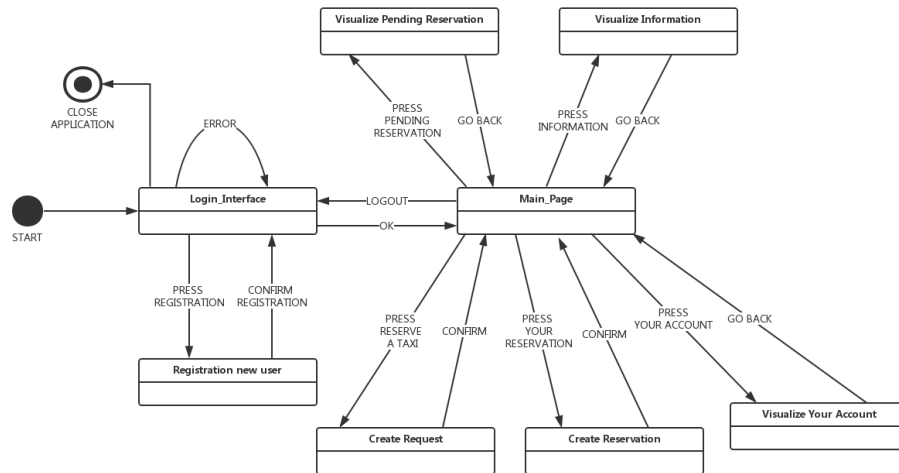 Visualize Pending Reservation
Visualize Information
CLOSE
APPLICATION
ERROR
PRESS
PENDING
RESERVATION
GO BACK
PRESS
INFORMATION
GO BACK
START
Login_Interface
LOGOUT
OK
Main_Page
PRESS
REGISTRATION
CONFIRM
REGISTRATION
PRESS
RESERVE
A TAXI
CONFIRM
PRESS
YOUR
RESERVATION
CONFIRM
PRESS
YOUR ACCOUNT
GO BACK
Registration new user
Create Request
Create Reservation
Visualize Your Account